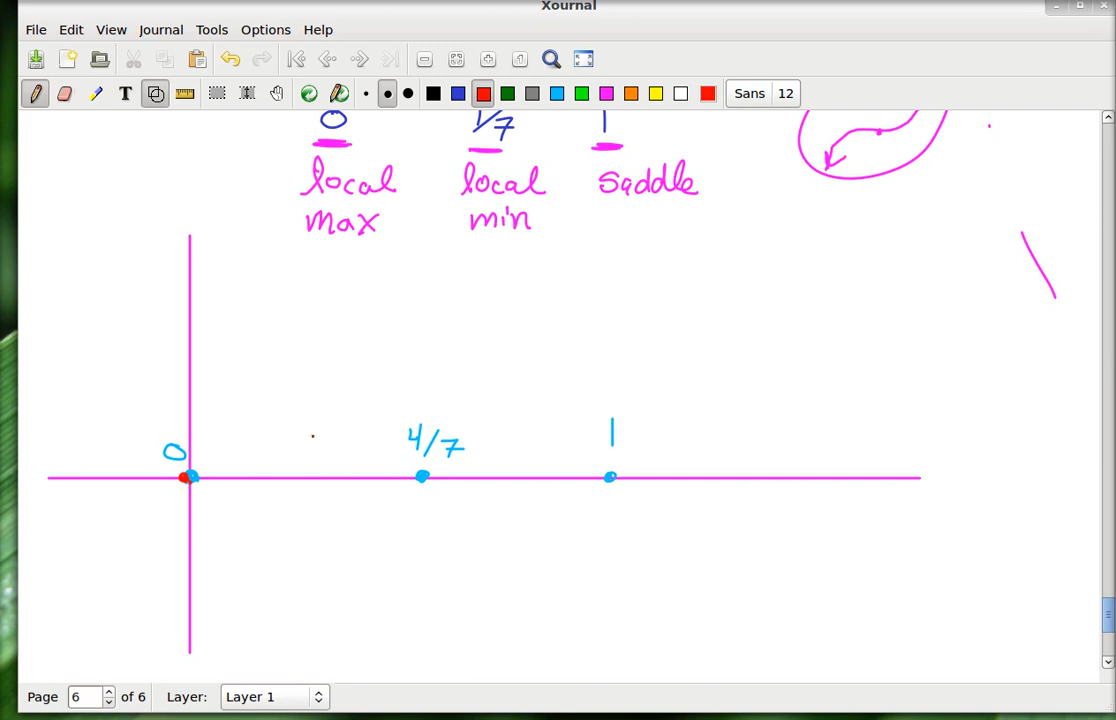 Xournal
File Edit View Journal Tools Options Help
T Sans 12
0 1
local local saddle
max min
0 4/7 1
Page 6 of 6 Layer: Layer 1